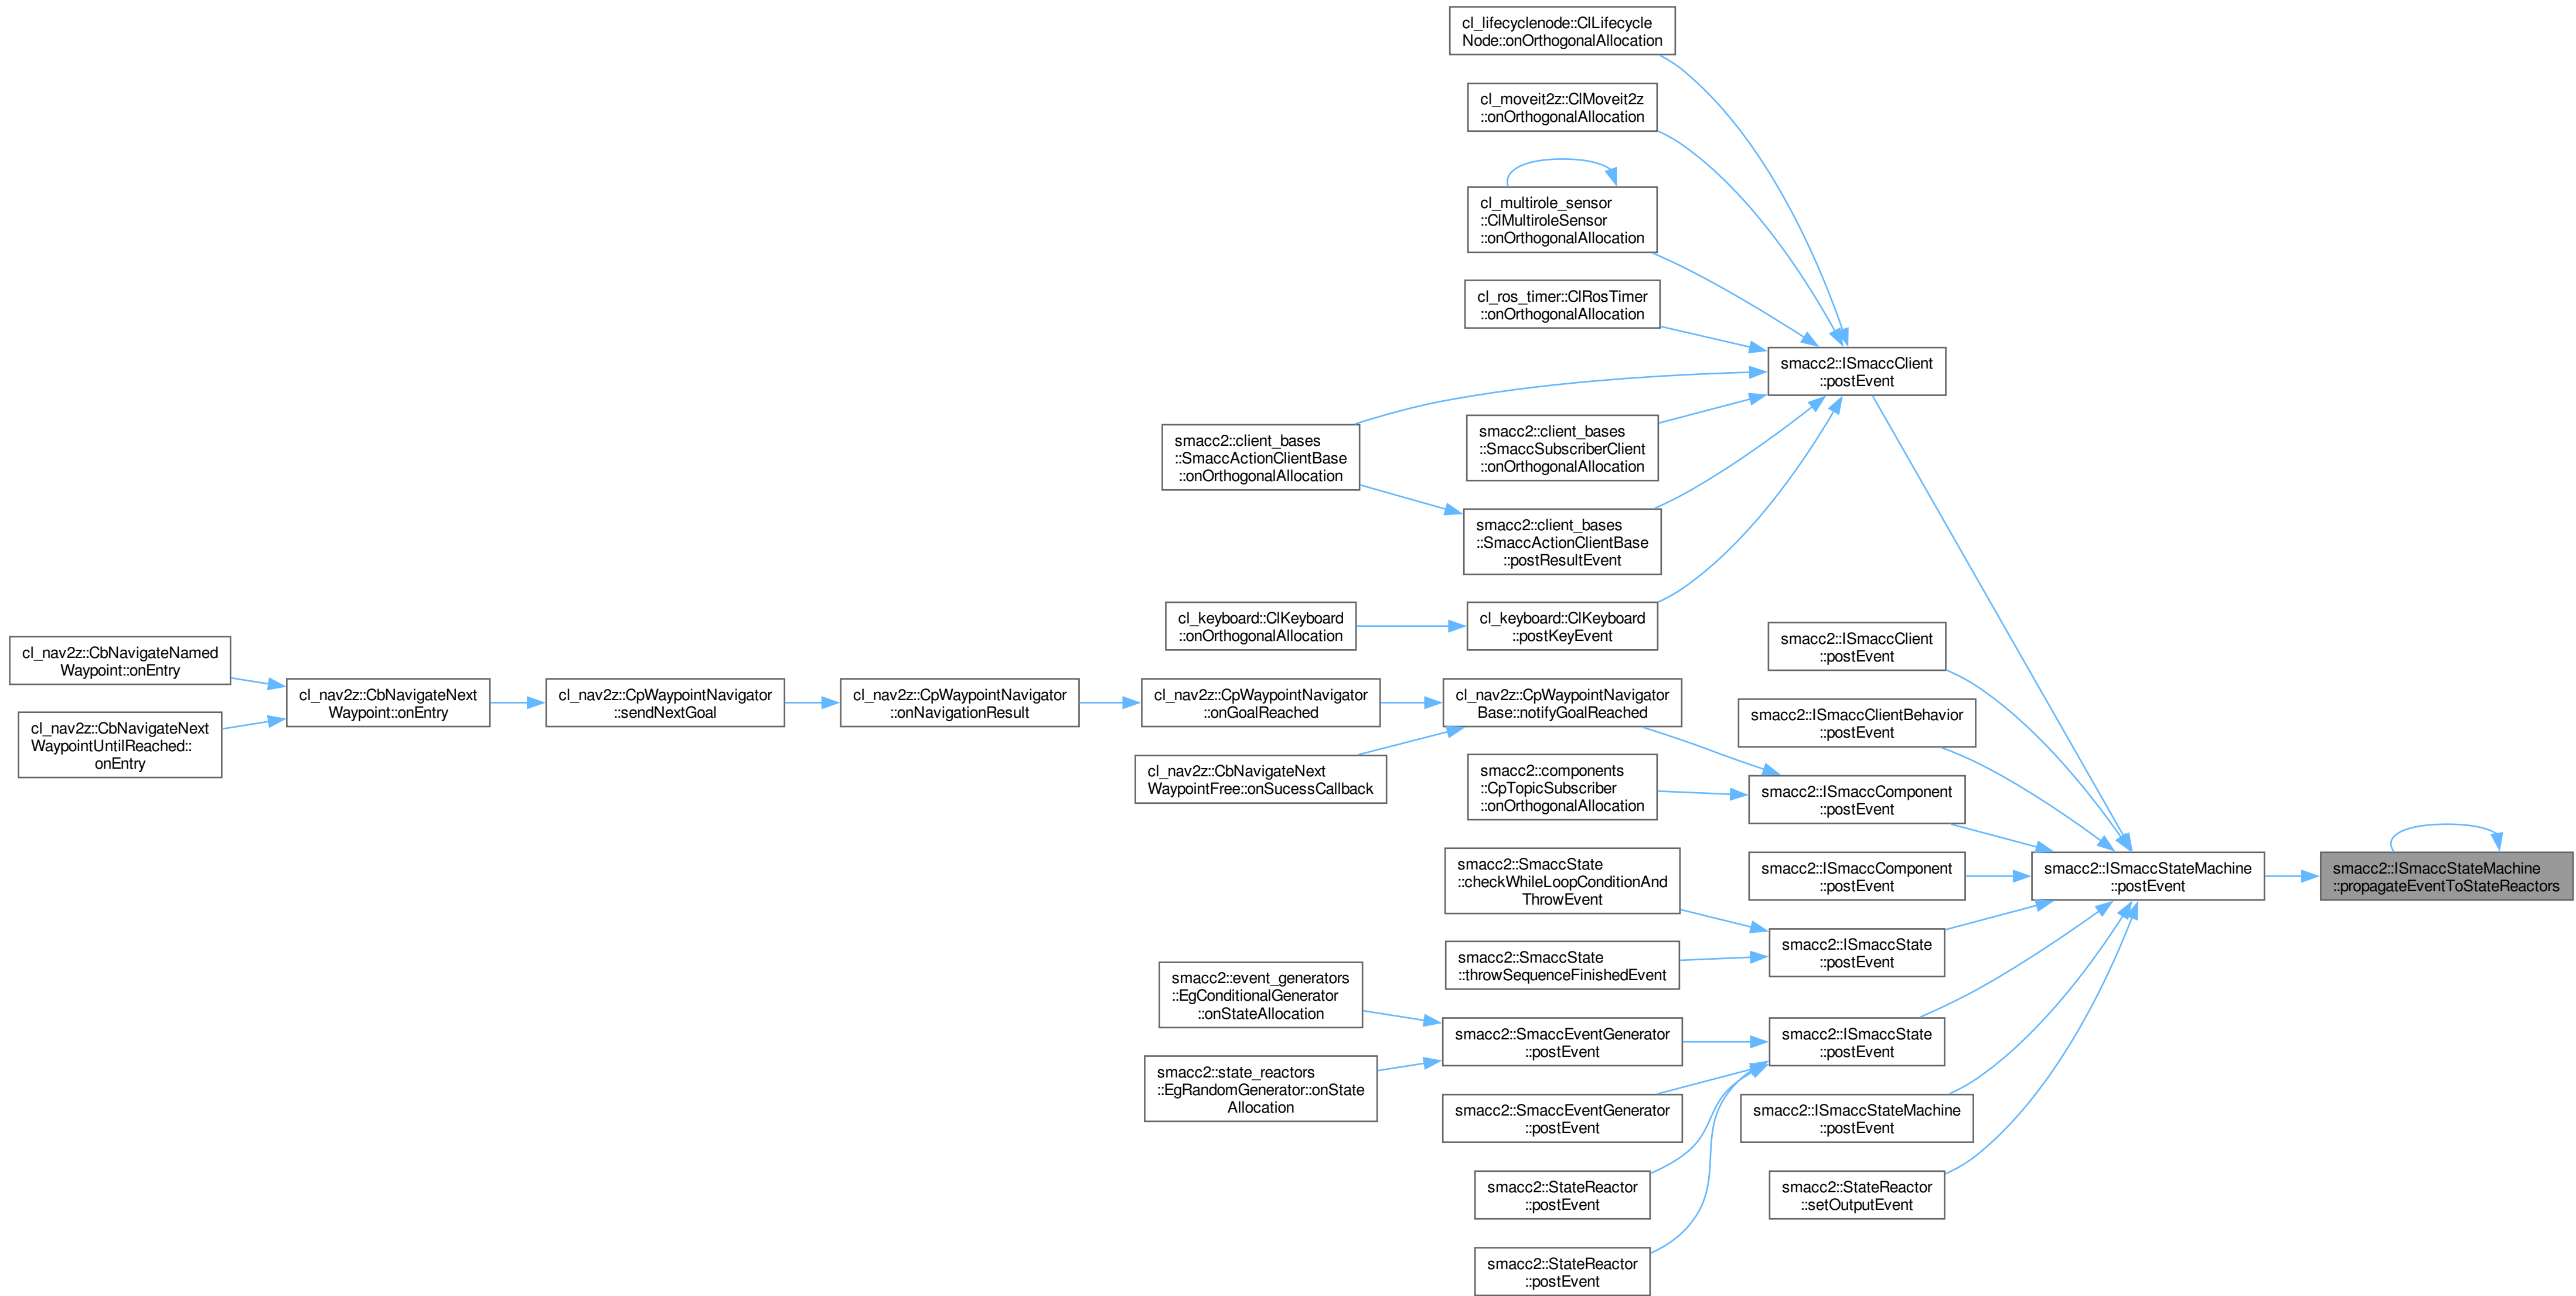 cl_lifecyclenode::ClLifecycle
Node::onOrthogonalAllocation
cl_moveit2z::ClMoveit2z
::onOrthogonalAllocation
cl_multirole_sensor
::ClMultiroleSensor
::onOrthogonalAllocation
cl_ros_timer::ClRosTimer
::onOrthogonalAllocation
smacc2::ISmaccClient
::postEvent
smacc2::client_bases
::SmaccActionClientBase
::onOrthogonalAllocation
smacc2::client_bases
::SmaccSubscriberClient
::onOrthogonalAllocation
smacc2::client_bases
::SmaccActionClientBase
::postResultEvent
cl_keyboard::ClKeyboard
::onOrthogonalAllocation
cl_keyboard::ClKeyboard
::postKeyEvent
smacc2::ISmaccClient
::postEvent
cl_nav2z::CbNavigateNamed
Waypoint::onEntry
cl_nav2z::CbNavigateNext
WaypointUntilReached::
onEntry
cl_nav2z::CbNavigateNext
Waypoint::onEntry
cl_nav2z::CpWaypointNavigator
::sendNextGoal
cl_nav2z::CpWaypointNavigator
::onNavigationResult
cl_nav2z::CpWaypointNavigator
::onGoalReached
cl_nav2z::CpWaypointNavigator
Base::notifyGoalReached
smacc2::ISmaccClientBehavior
::postEvent
cl_nav2z::CbNavigateNext
WaypointFree::onSucessCallback
smacc2::components
::CpTopicSubscriber
::onOrthogonalAllocation
smacc2::ISmaccComponent
::postEvent
smacc2::SmaccState
::checkWhileLoopConditionAnd
ThrowEvent
smacc2::ISmaccComponent
::postEvent
smacc2::ISmaccStateMachine
::postEvent
smacc2::ISmaccStateMachine
::propagateEventToStateReactors
smacc2::SmaccState
::throwSequenceFinishedEvent
smacc2::ISmaccState
::postEvent
smacc2::event_generators
::EgConditionalGenerator
::onStateAllocation
smacc2::state_reactors
::EgRandomGenerator::onState
Allocation
smacc2::SmaccEventGenerator
::postEvent
smacc2::ISmaccState
::postEvent
smacc2::SmaccEventGenerator
::postEvent
smacc2::ISmaccStateMachine
::postEvent
smacc2::StateReactor
::postEvent
smacc2::StateReactor
::setOutputEvent
smacc2::StateReactor
::postEvent